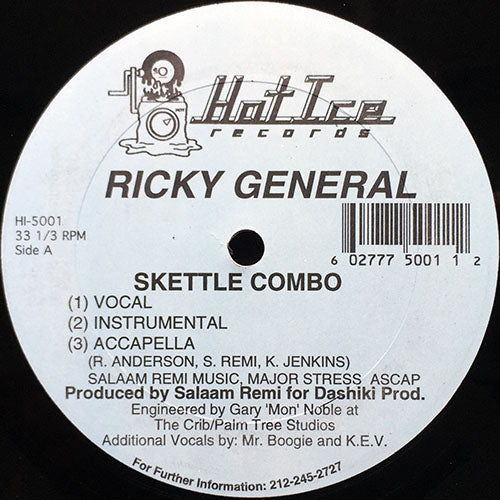 Hot Ice
records
RICKY GENERAL
HI-5001
33 1/3 RPM
Side A
6 02777 5001 1 2
SKETTLE COMBO
(1) VOCAL
(2) INSTRUMENTAL
(3) ACCAPELLA
(R. ANDERSON, S. REMI, K. JENKINS)
SALAAM REMI MUSIC, MAJOR STRESS ASCAP
Produced by Salaam Remi for Dashiki Prod.
Engineered by Gary 'Mon' Noble at
The Crib/Palm Tree Studios
Additional Vocals by: Mr. Boogie and K.E.V.
For Further Information: 212-245-2727